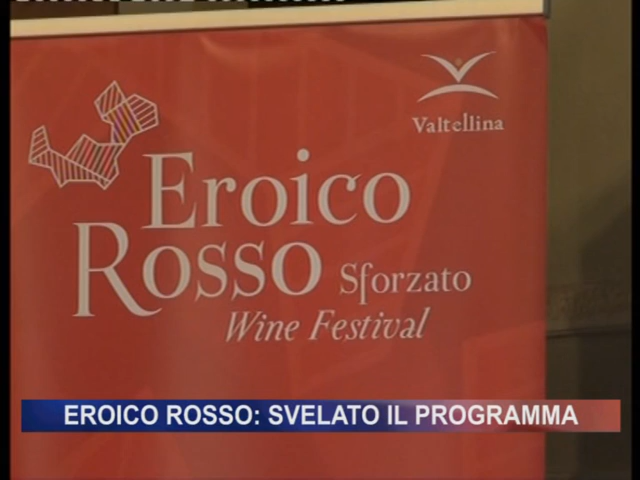 Valtellina
Eroico
Rosso Sforzato
Wine Festival
EROICO ROSSO: SVELATO IL PROGRAMMA